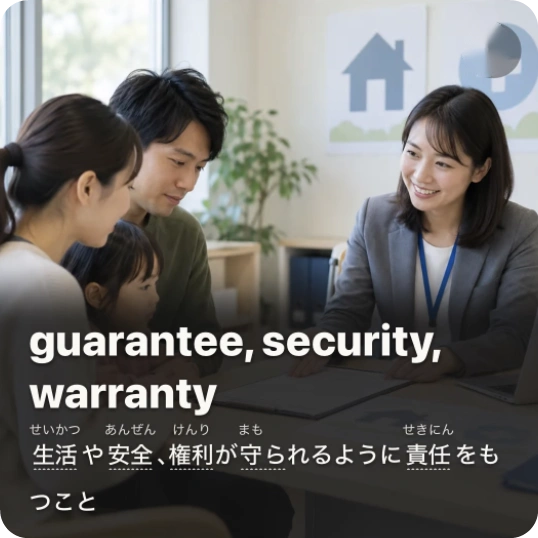 guarantee, security,
warranty
せいかつ あんぜん けんり まも せきにん
生活や安全、権利が守られるように責任をも
つこと